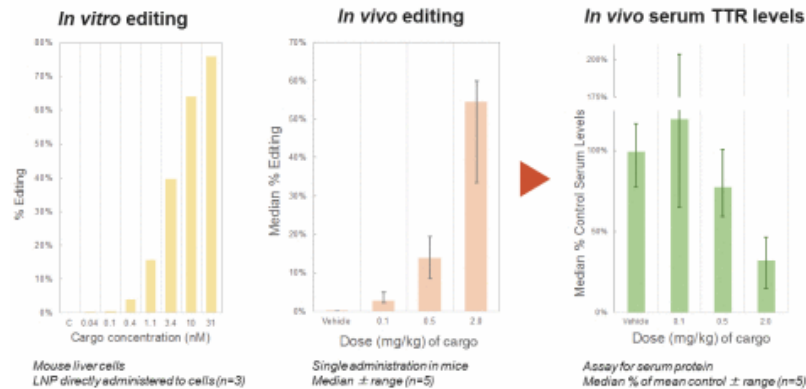 In vitro editing
80%
70%
60%
50%
40%
30%
20%
10%
0%
% Editing
C 0.04 0.1 0.4 1.1 3.4 10 31
Cargo concentration (nM)
Mouse liver cells
LNP directly administered to cells (n=3)
In vivo editing
70%
60%
50%
40%
30%
20%
10%
0%
Median % Editing
Vehicle 0.1 0.5 2.0
Dose (mg/kg) of cargo
Single administration in mice
Median ± range (n=5)
In vivo serum TTR levels
200%
175%
100%
50%
0%
Median % Control Serum Levels
Vehicle 0.1 0.5 2.0
Dose (mg/kg) of cargo
Assay for serum protein
Median % of mean control ± range (n=5)